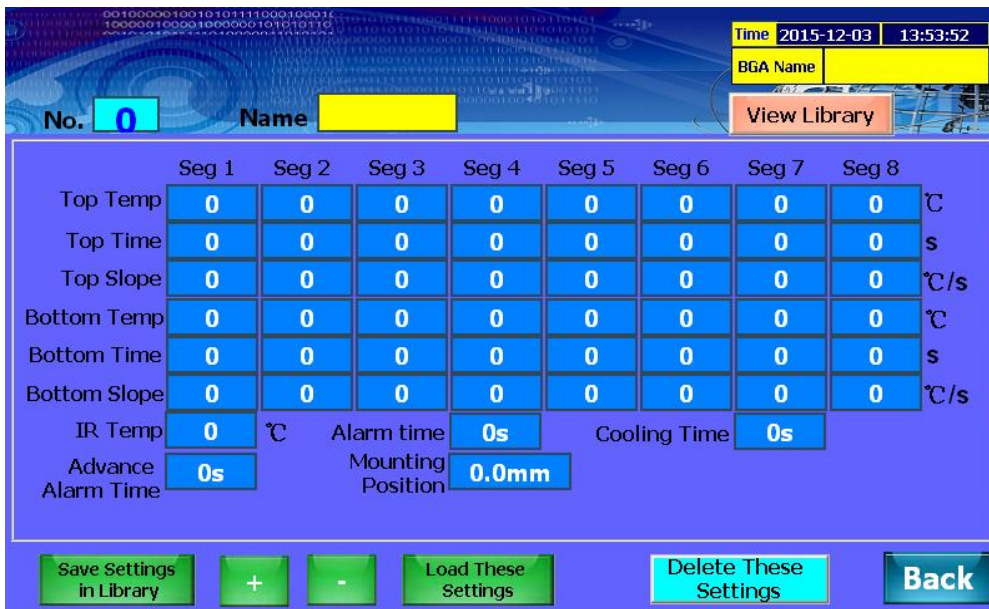 Time 2015-12-03 13:53:52
BGA Name
No. 0 Name
View Library
Seg 1 Seg 2 Seg 3 Seg 4 Seg 5 Seg 6 Seg 7 Seg 8
Top Temp 0 0 0 0 0 0 0 0 ℃
Top Time 0 0 0 0 0 0 0 0 s
Top Slope 0 0 0 0 0 0 0 0 ℃/s
Bottom Temp 0 0 0 0 0 0 0 0 ℃
Bottom Time 0 0 0 0 0 0 0 0 s
Bottom Slope 0 0 0 0 0 0 0 0 ℃/s
IR Temp 0 ℃ Alarm time 0s Cooling Time 0s
Advance
Alarm Time 0s
Mounting
Position 0.0mm
Save Settings
in Library
+
-
Load These
Settings
Delete These
Settings
Back